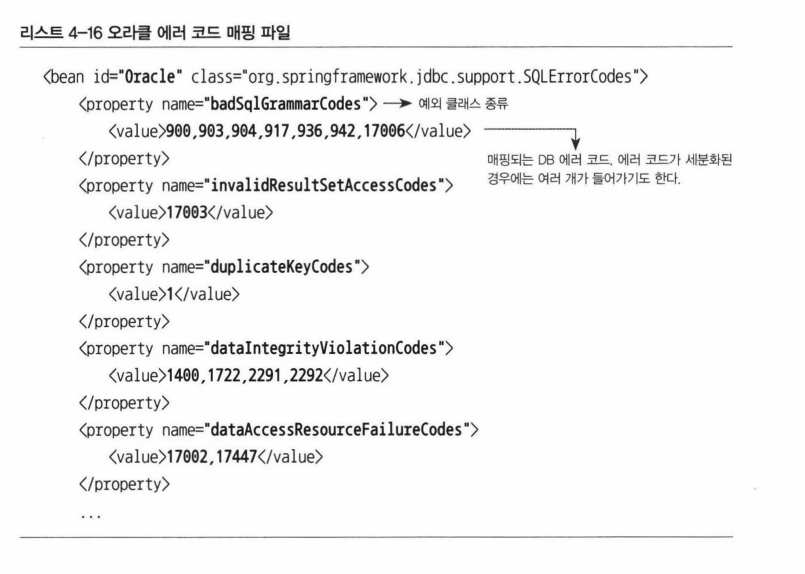 리스트 4-16 오라클 에러 코드 매핑 파일
<bean id="Oracle" class="org.springframework.jdbc.support.SQLErrorCodes">
<property name="badSqlGrammarCodes"> 예외 클래스 종류
<value>900,903,904,917,936,942,17006</value>
</property>
매핑되는 DB 에러 코드. 에러 코드가 세분화된
경우에는 여러 개가 들어가기도 한다.
<property name="invalidResultSetAccessCodes">
<value>17003</value>
</property>
<property name="duplicateKeyCodes">
<value>1</value>
</property>
<property name="dataIntegrityViolationCodes">
<value>1400,1722,2291,2292</value>
</property>
<property name="dataAccessResourceFailureCodes">
<value>17002,17447</value>
</property>
...